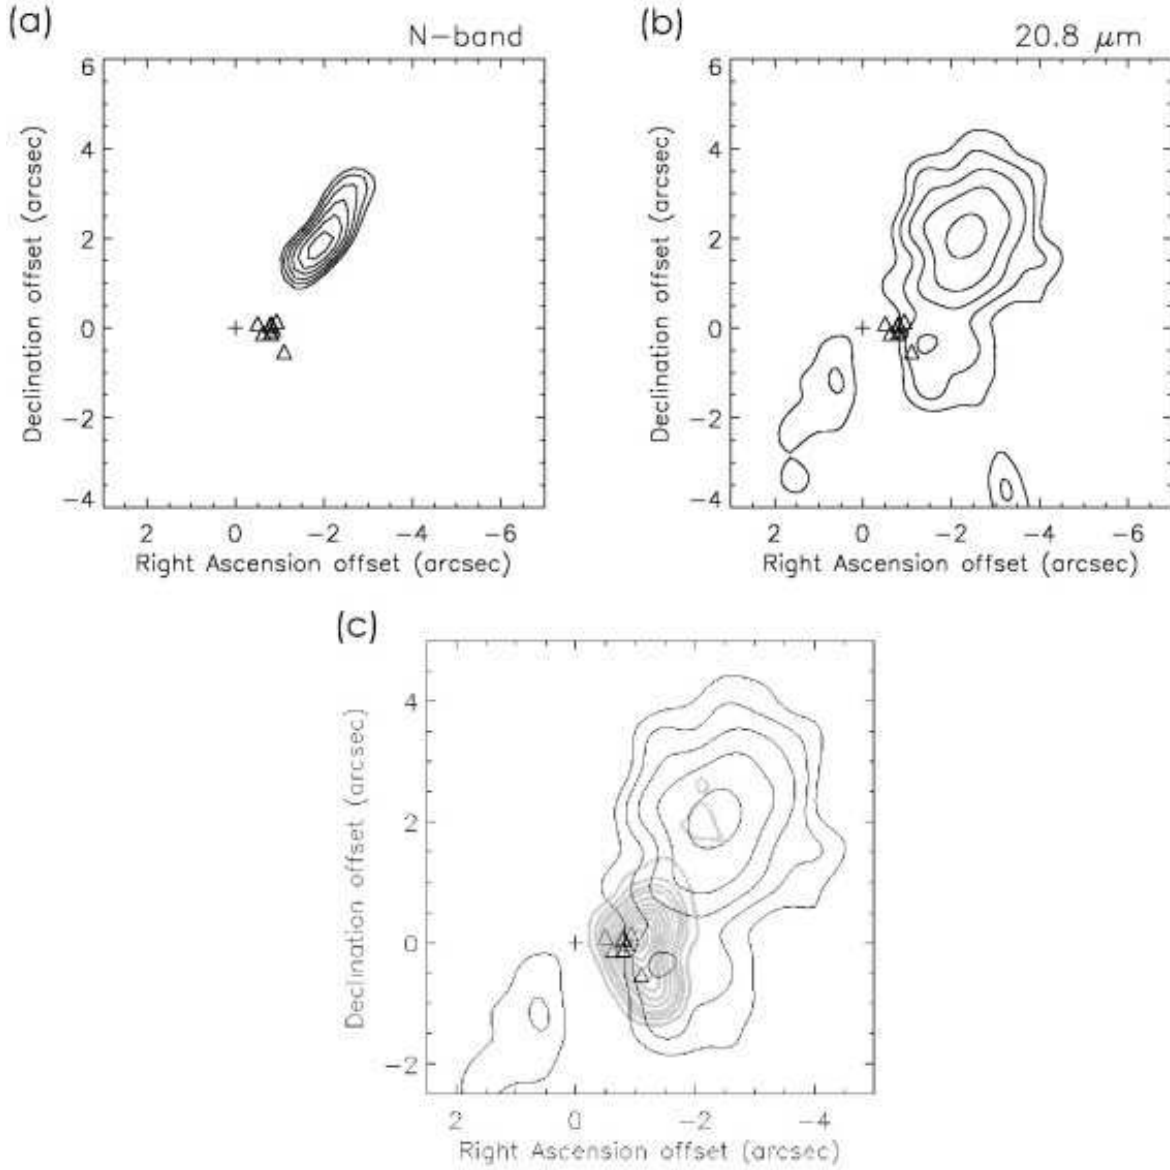 (a)
N-band
6
4
2
0
-2
-4
2 0 -2 -4 -6
Declination offset (arcsec)
Right Ascension offset (arcsec)
(b)
20.8 μm
6
4
2
0
-2
-4
2 0 -2 -4 -6
Declination offset (arcsec)
Right Ascension offset (arcsec)
(c)
4
2
0
-2
2 0 -2 -4
Declination offset (arcsec)
Right Ascension offset (arcsec)